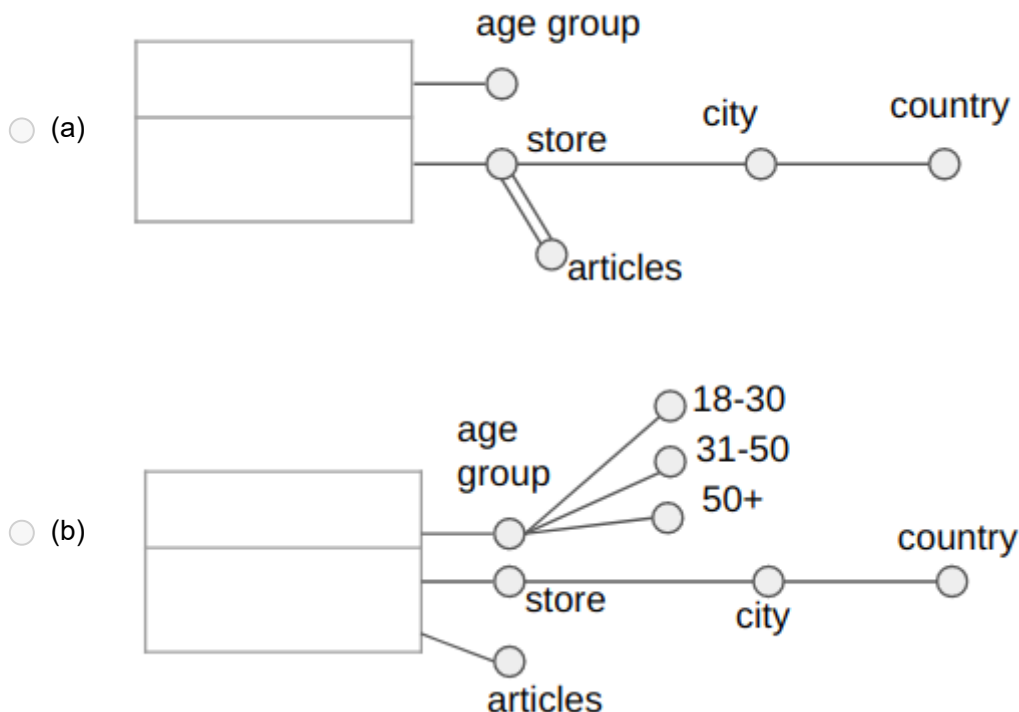 age group
(a)
store
city
country
articles
(b)
age
group
18-30
31-50
50+
store
city
country
articles